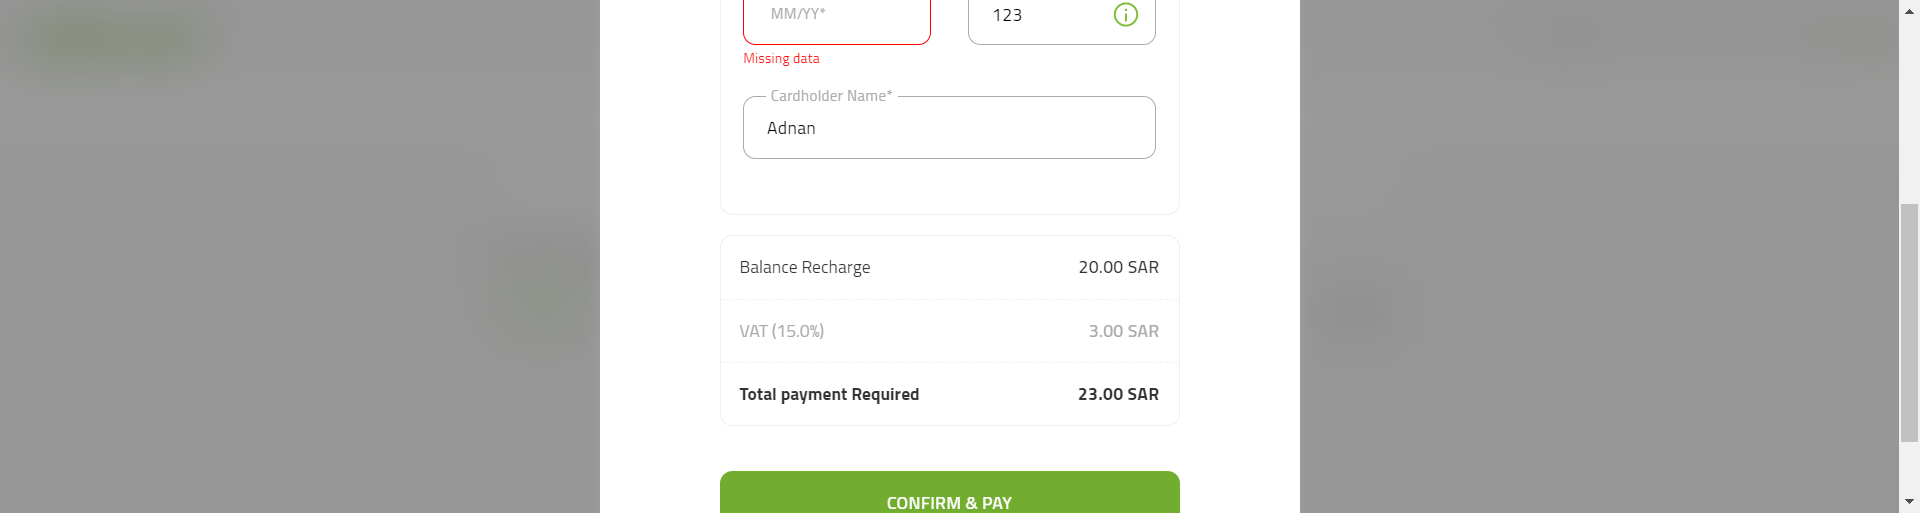 MM/YY*
123
Missing data
Cardholder Name*
Adnan
Balance Recharge 20.00 SAR
VAT (15.0%) 3.00 SAR
Total payment Required 23.00 SAR
CONFIRM & PAY